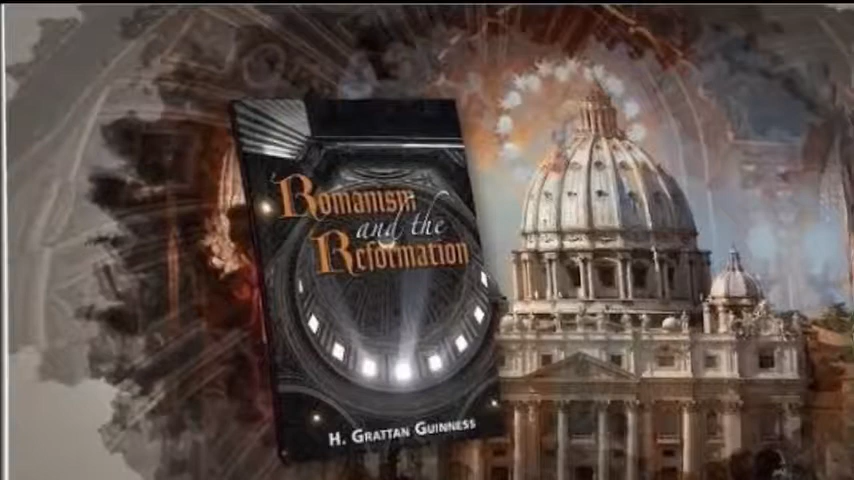 Romanism
and the
Reformation
H. GRATTAN GUINNESS